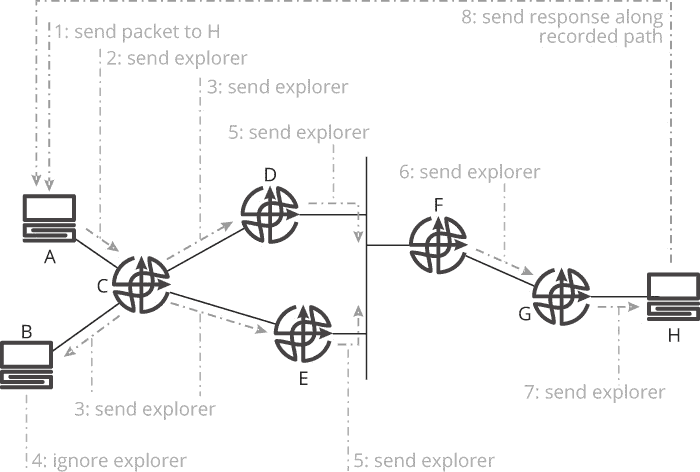 8: send response along
recorded path
1: send packet to H
2: send explorer
3: send explorer
5: send explorer
6: send explorer
D
F
A
C
G
B
H
E
7: send explorer
3: send explorer
4: ignore explorer
5: send explorer